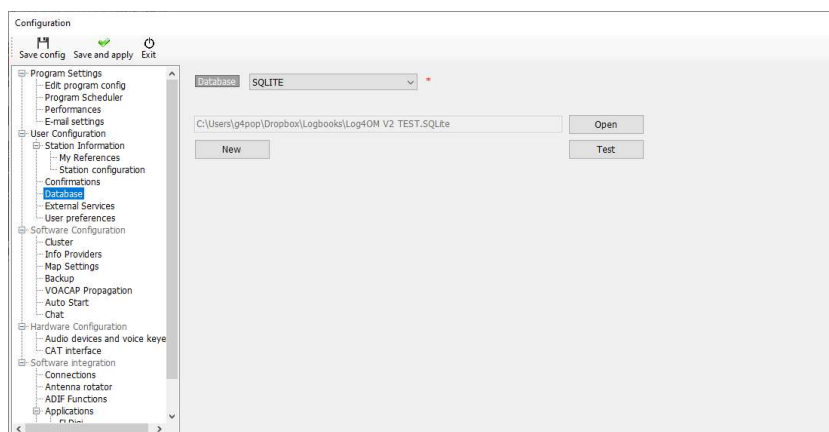 Configuration
Save config Save and apply Exit
Program Settings
Edit program config
Program Scheduler
Performances
E-mail settings
User Configuration
Station Information
My References
Station configuration
Confirmations
Database
External Services
User preferences
Software Configuration
Cluster
Info Providers
Map Settings
Backup
VOACAP Propagation
Auto Start
Chat
Hardware Configuration
Audio devices and voice keye
CAT interface
Software integration
Connections
Antenna rotator
ADIF Functions
Applications
Database SQLITE *
C:\Users\g4pop\Dropbox\Logbooks\Log4OM V2 TEST.SQLite Open
New Test